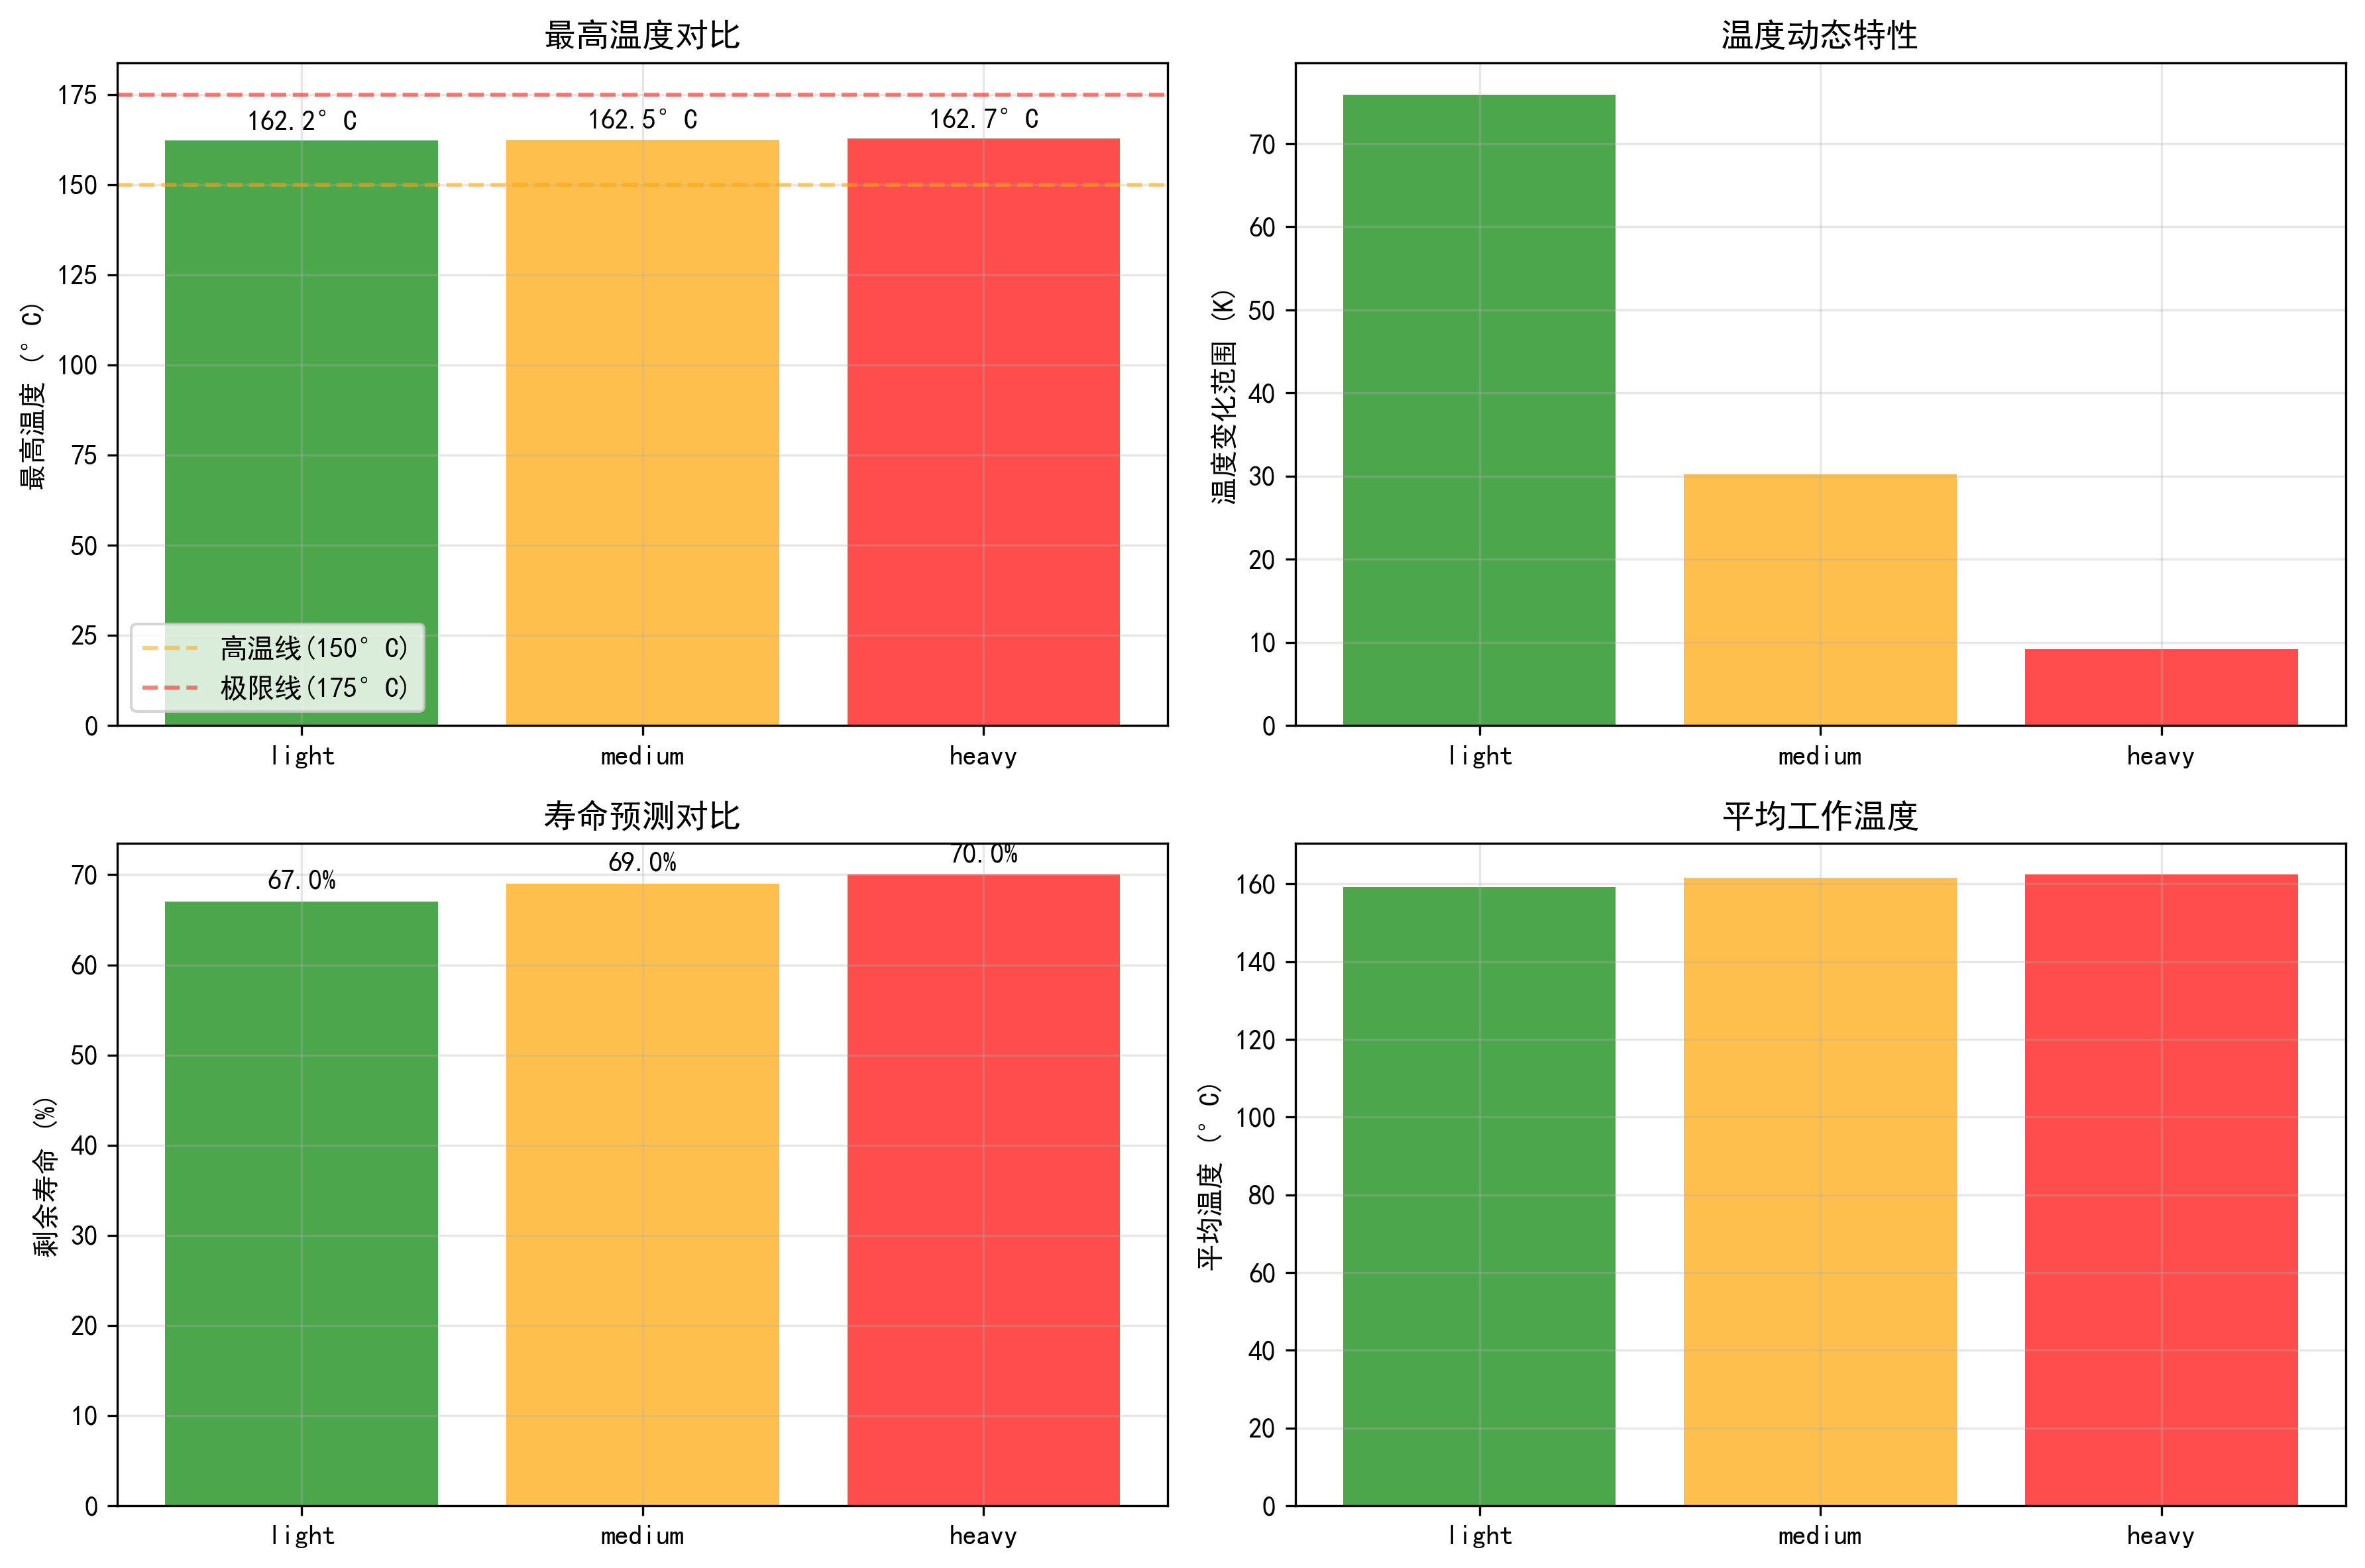 最高温度对比
最高温度 (°C)
175
150
125
100
75
50
25
0
162.2°C
162.5°C
162.7°C
高温线(150°C)
极限线(175°C)
light
medium
heavy
温度动态特性
温度变化范围 (K)
70
60
50
40
30
20
10
0
light
medium
heavy
寿命预测对比
剩余寿命 (%)
70
60
50
40
30
20
10
0
67.0%
69.0%
70.0%
light
medium
heavy
平均工作温度
平均温度 (°C)
160
140
120
100
80
60
40
20
0
light
medium
heavy